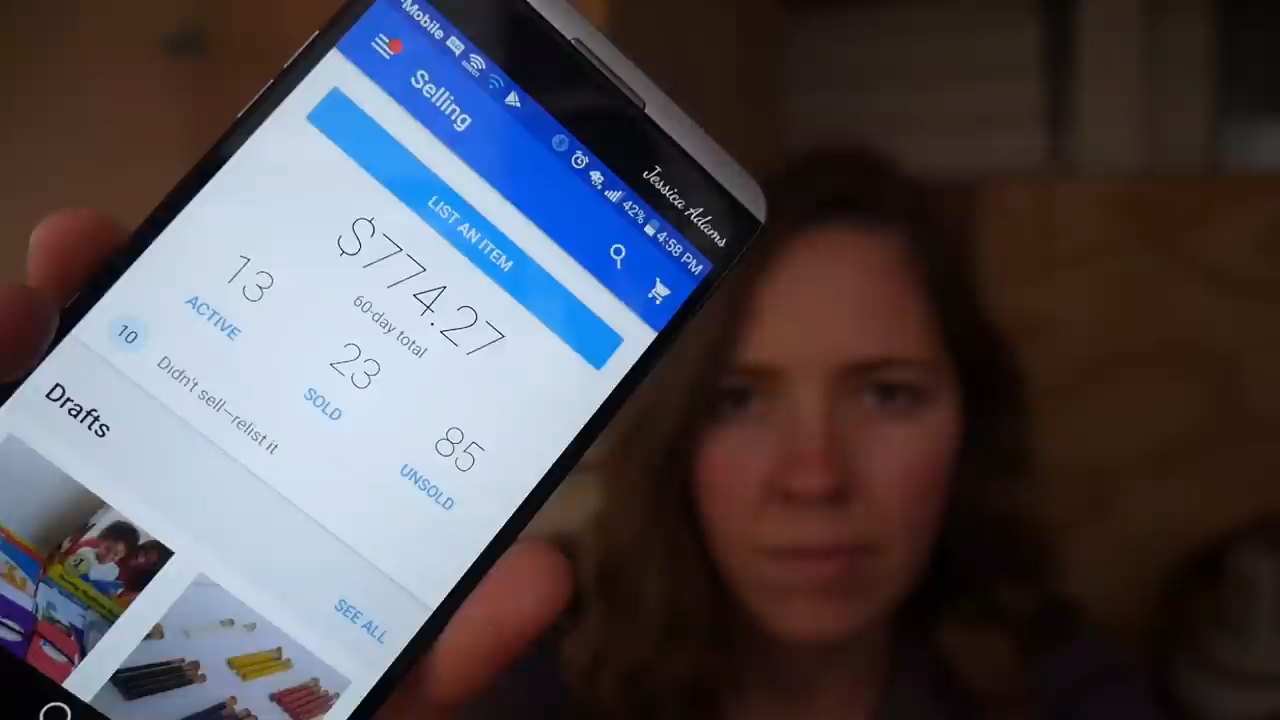 Mobile
42% 4:58 PM
Jessica Adams
Selling
LIST AN ITEM
$774.27
60-day total
13
ACTIVE
23
SOLD
85
UNSOLD
10
Didn't sell–relist it
Drafts
SEE ALL